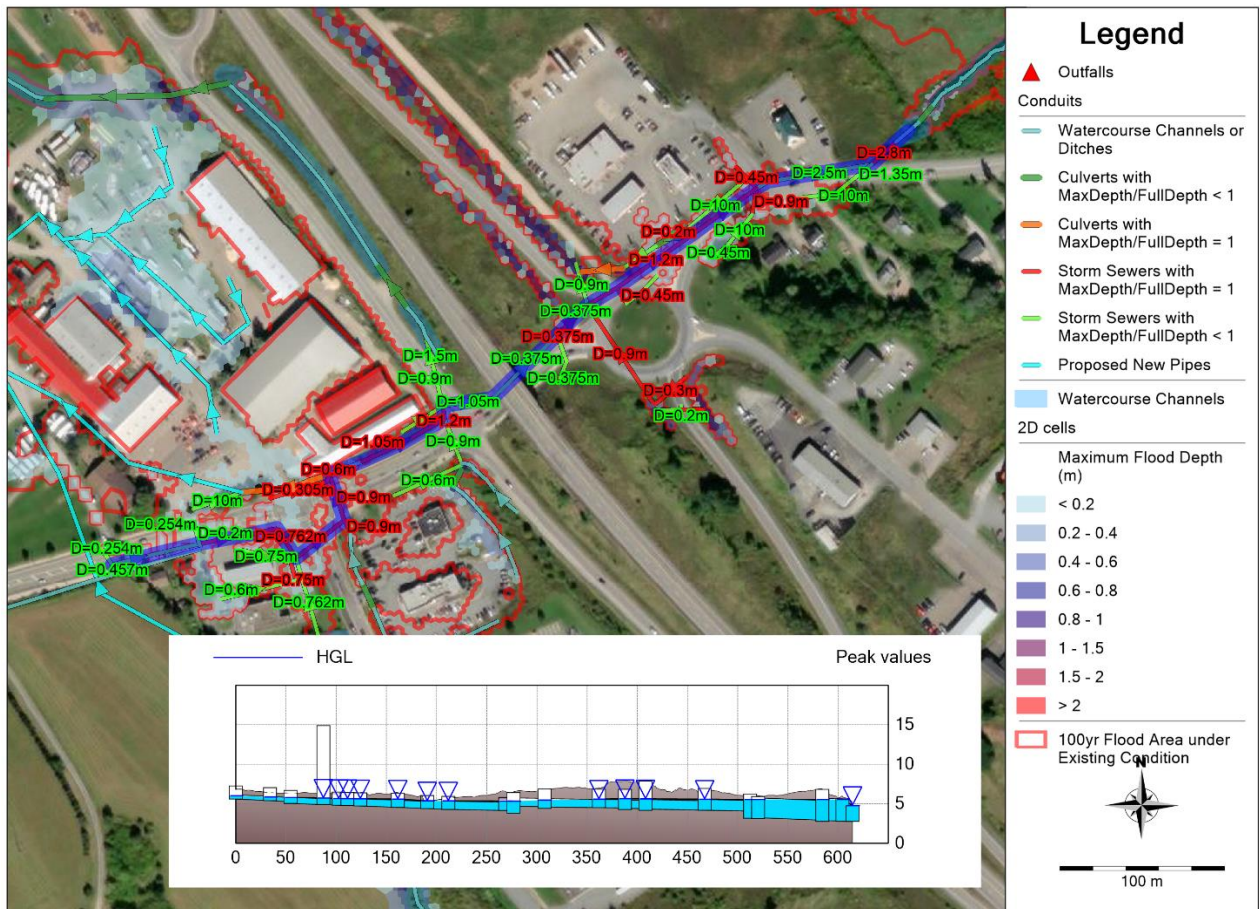 D=2.8m
D=0.45m
D=2.5m
D=1.35m
D=10m
D=0.9m
D=10m
D=0.2m
D=10m
D=1.2m
D=0.45m
D=0.9m
D=0.45m
D=0.375m
D=0.375m
D=0.375m
D=0.9m
D=1.5m
D=0.375m
D=0.9m
D=0.3m
D=1.05m
D=0.2m
D=1.2m
D=1.05m
D=0.9m
D=0.6m
D=0.6m
D=0.305m
D=0.9m
D=10m
D=0.254m
D=0.9m
D=0.2m
D=0.762m
D=0.254m
D=0.75m
D=0.457m
D=0.75m
D=0.6m
D=0.762m
HGL
Peak values
15
10
5
0
0 50 100 150 200 250 300 350 400 450 500 550 600
Legend
Outfalls
Conduits
Watercourse Channels or
Ditches
Culverts with
MaxDepth/FullDepth < 1
Culverts with
MaxDepth/FullDepth = 1
Storm Sewers with
MaxDepth/FullDepth = 1
Storm Sewers with
MaxDepth/FullDepth < 1
Proposed New Pipes
Watercourse Channels
2D cells
Maximum Flood Depth
(m)
< 0.2
0.2 - 0.4
0.4 - 0.6
0.6 - 0.8
0.8 - 1
1 - 1.5
1.5 - 2
> 2
100yr Flood Area under
Existing Condition
N
100 m